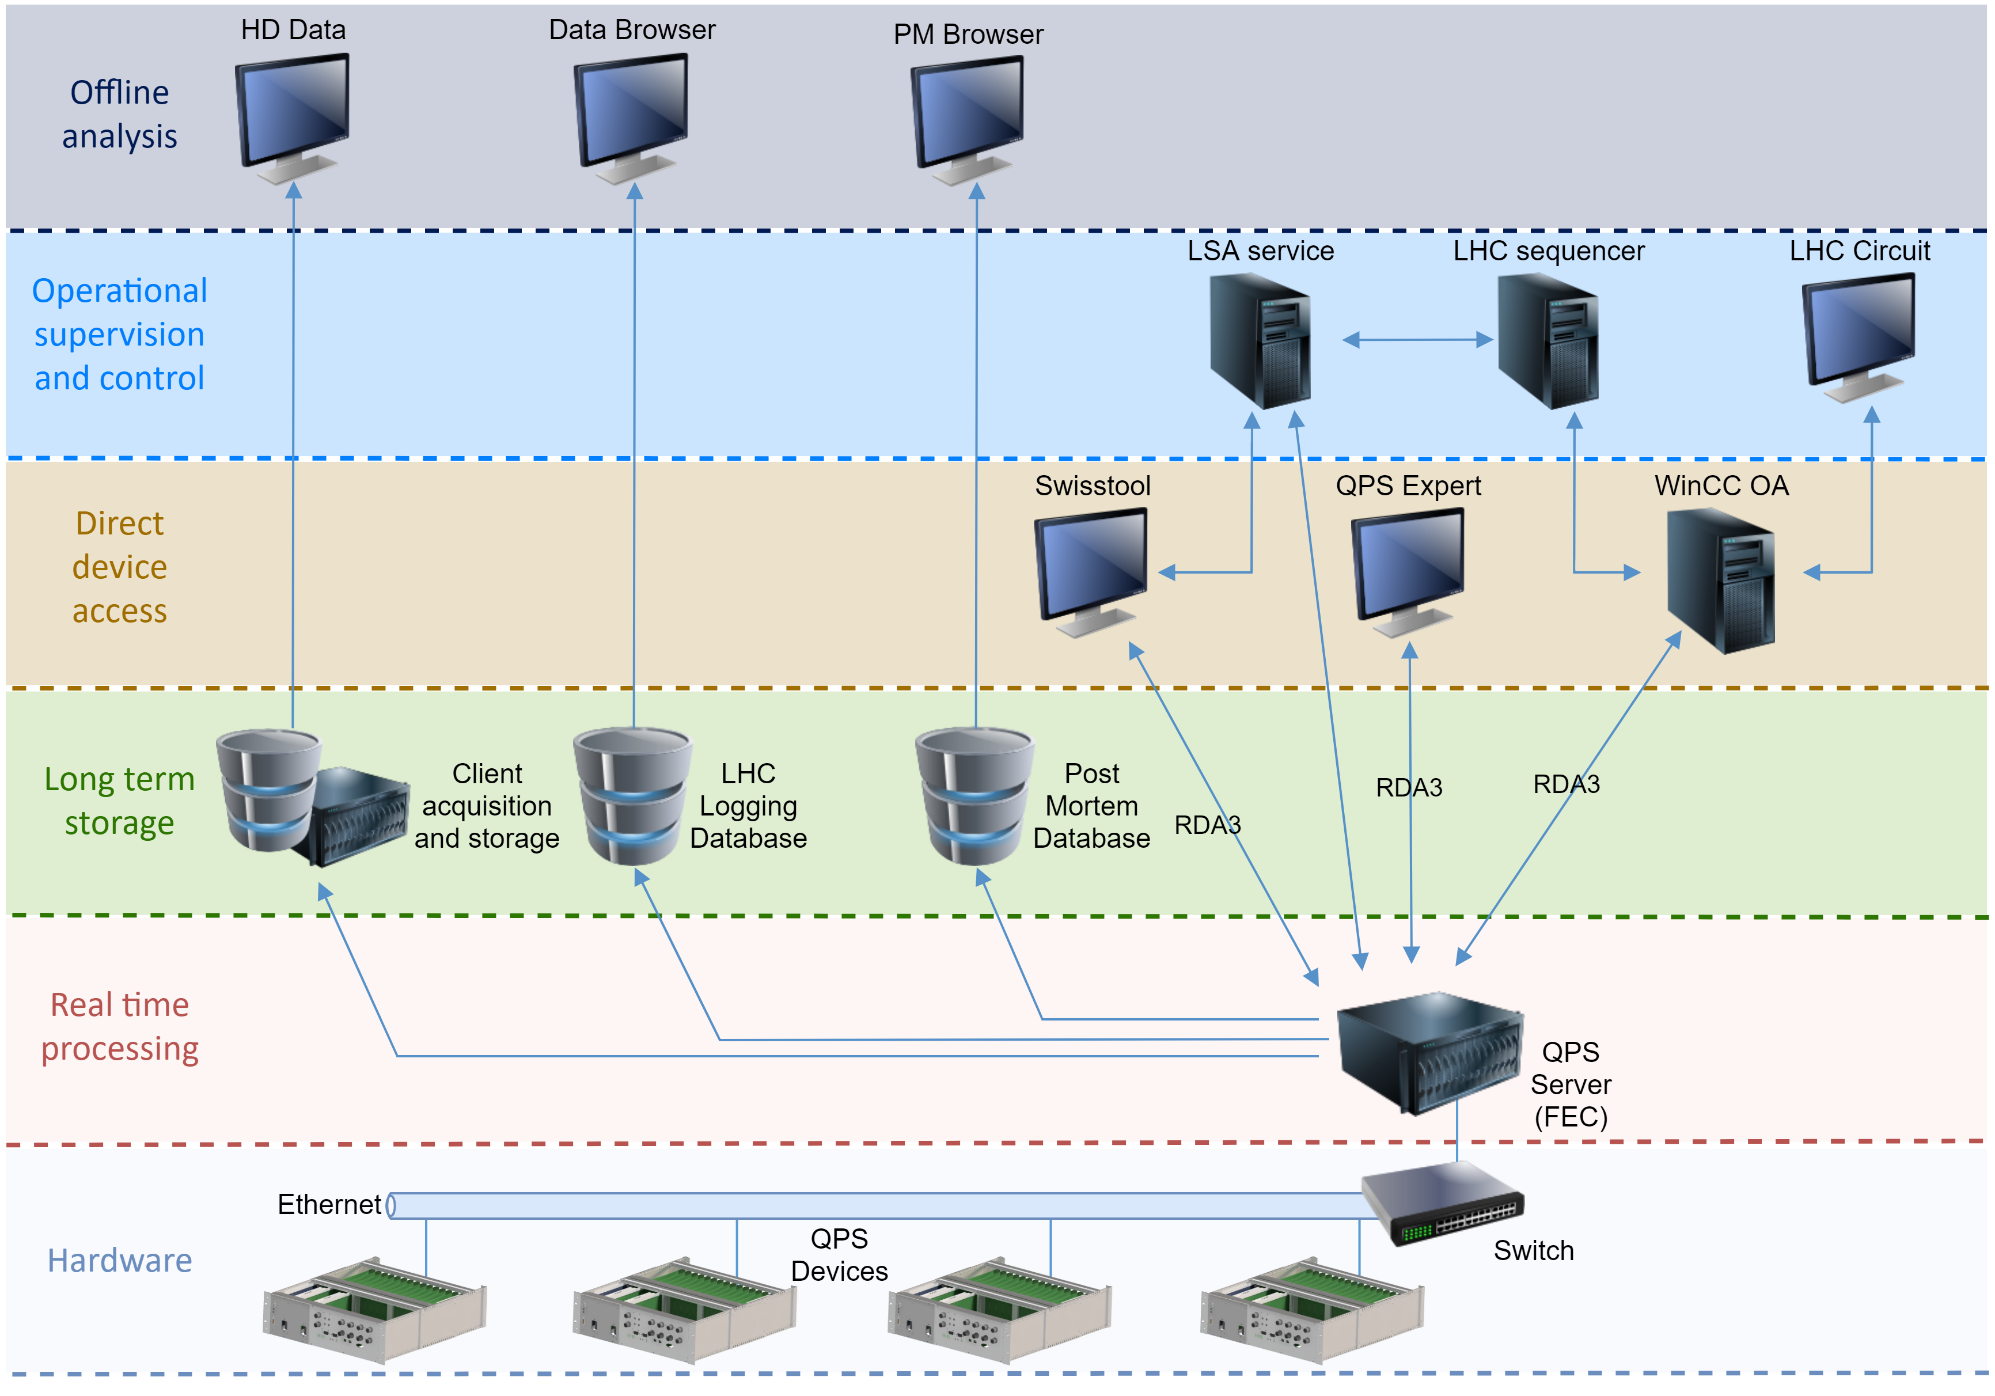 HD Data
Data Browser
PM Browser
Offline
analysis
LSA service
LHC sequencer
LHC Circuit
Operational
supervision
and control
Swisstool
QPS Expert
WinCC OA
Direct
device
access
Long term
storage
Client
acquisition
and storage
LHC
Logging
Database
Post
Mortem
Database
RDA3
RDA3
RDA3
Real time
processing
QPS
Server
(FEC)
Ethernet
QPS
Devices
Switch
Hardware